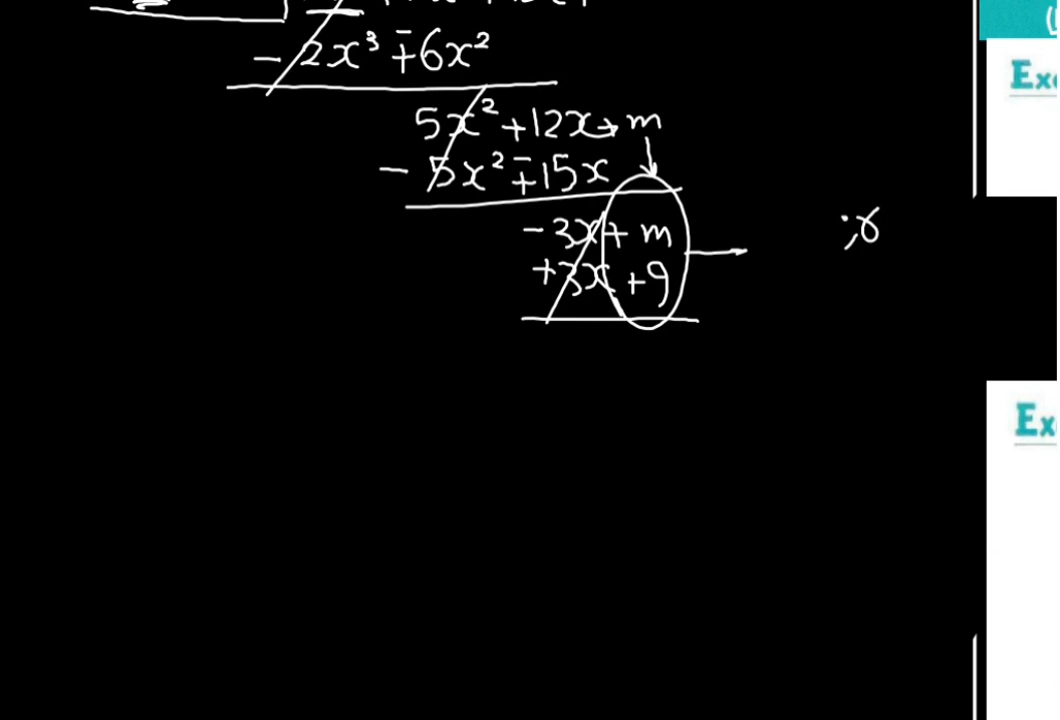 - 2x³ ∓6x²
5x²+12x+m
- 5x²∓15x
-3x+m
+3x+9